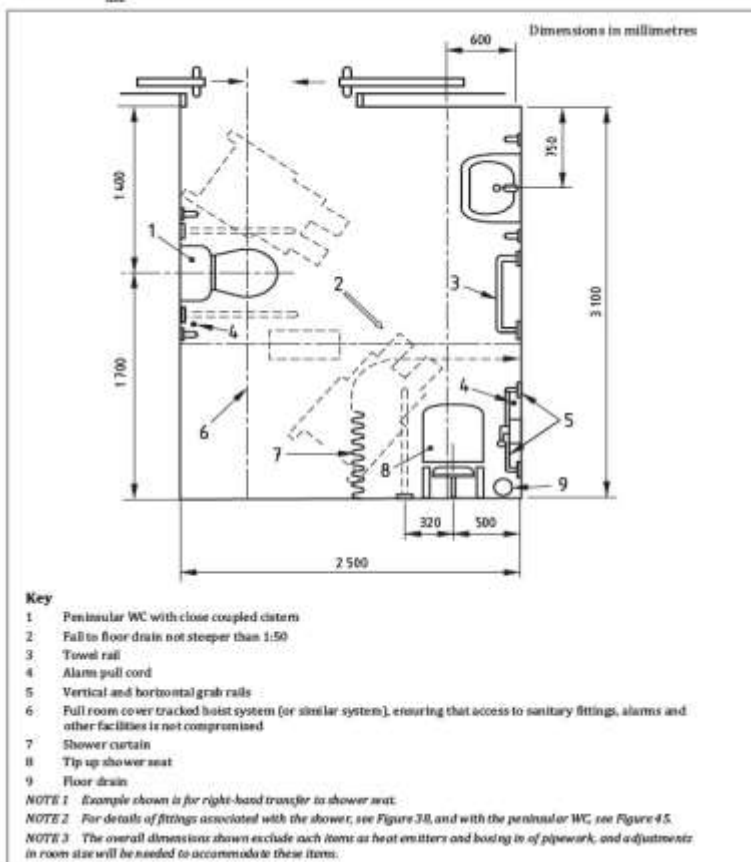 Dimensions in millimetres
600
750
1 400
1
2
3
3 100
4
4
1 700
5
6
7
8
9
320
500
2 500
Key
1 Peninsular WC with close coupled cistern
2 Fall to floor drain not steeper than 1:50
3 Towel rail
4 Alarm pull cord
5 Vertical and horizontal grab rails
6 Full room cover tracked hoist system (or similar system), ensuring that access to sanitary fittings, alarms and
other facilities is not compromised
7 Shower curtain
8 Tip up shower seat
9 Floor drain
NOTE 1 Example shown is for right-hand transfer to shower seat.
NOTE 2 For details of fittings associated with the shower, see Figure 38, and with the peninsular WC, see Figure 45.
NOTE 3 The overall dimensions shown exclude such items as heat emitters and boxing in of pipework, and adjustments
in room size will be needed to accommodate these items.